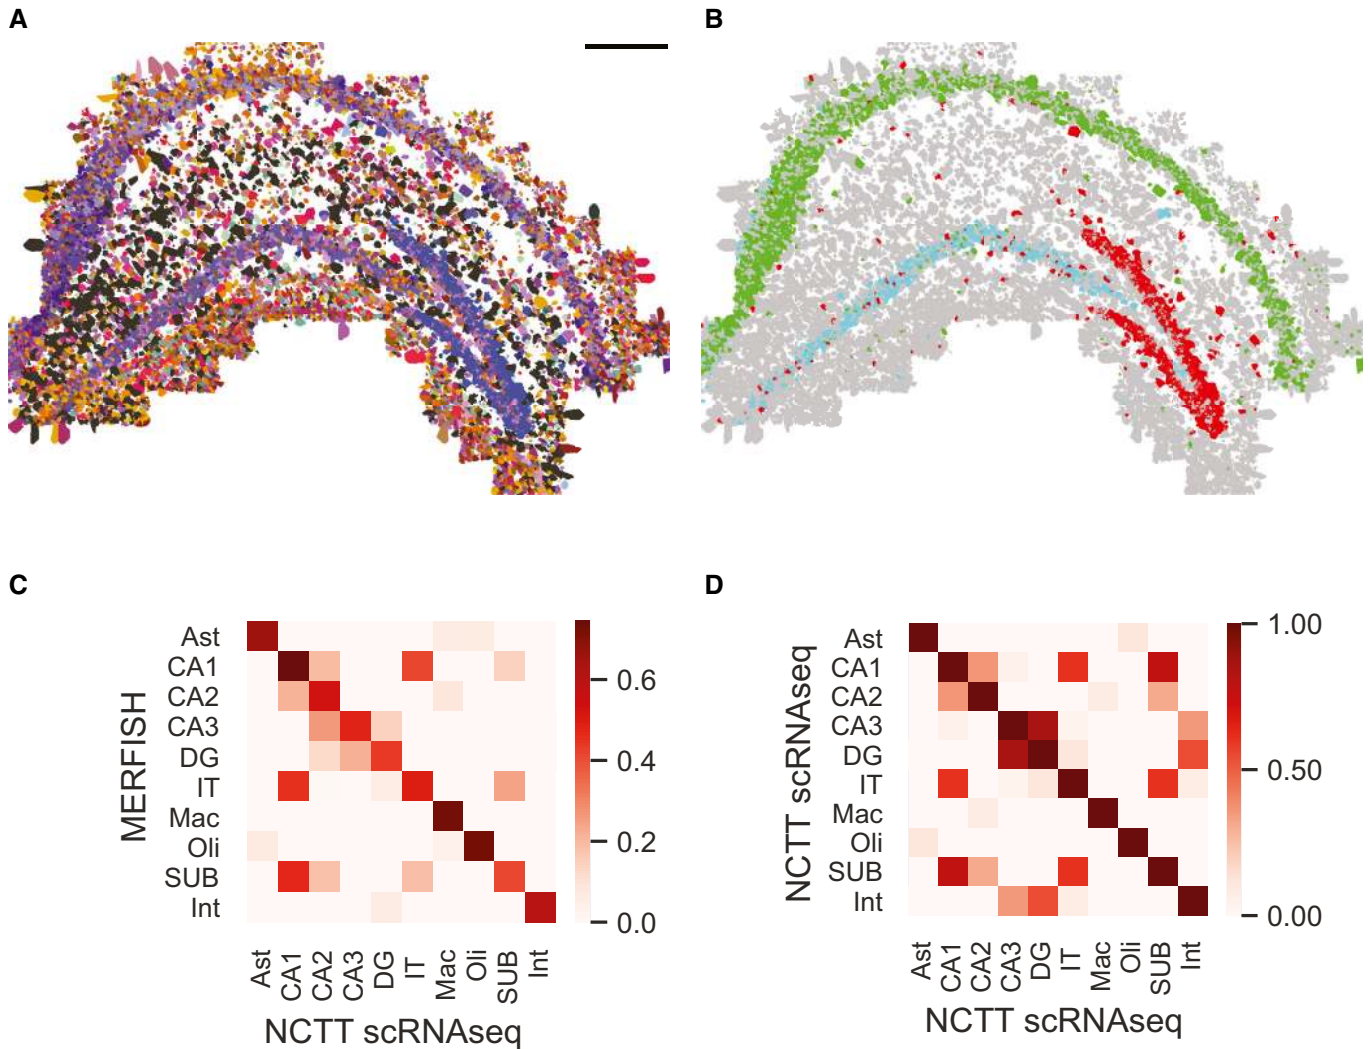 A
B
C
D
MERFISH
Ast
CA1
CA2
CA3
DG
IT
Mac
Oli
SUB
Int
Ast
CA1
CA2
CA3
DG
IT
Mac
Oli
SUB
Int
NCTT scRNAseq
0.6
0.4
0.2
0.0
NCTT scRNAseq
Ast
CA1
CA2
CA3
DG
IT
Mac
Oli
SUB
Int
Ast
CA1
CA2
CA3
DG
IT
Mac
Oli
SUB
Int
NCTT scRNAseq
1.00
0.50
0.00